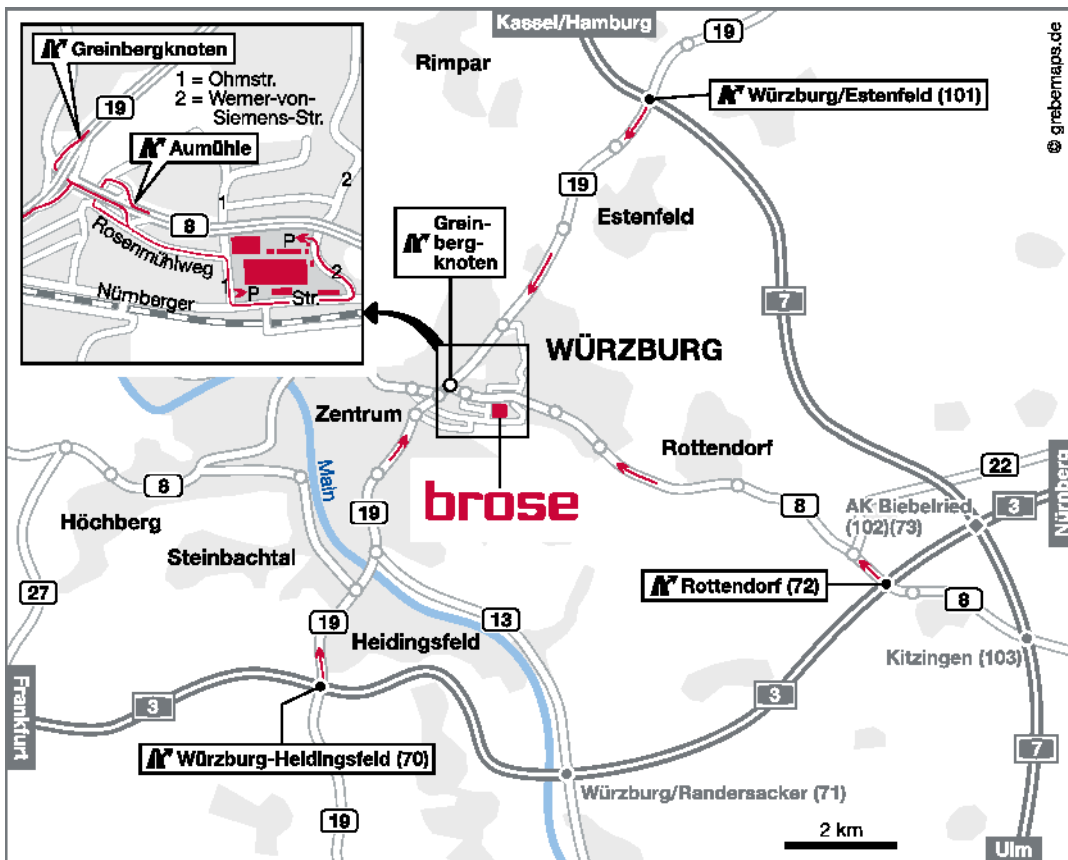 Kassel/Hamburg
19
Rimpar
© grebemaps.de
Greinbergknoten
1 = Ohmstr.
2 = Werner-von-
Siemens-Str.
19
Aumühle
8
1
2
Rosenmühlweg
P
2
1
P
Nürnberger
Str.
Würzburg/Estenfeld (101)
19
Estenfeld
Grein-
berg-
knoten
7
WÜRZBURG
Zentrum
Main
brose
Rottendorf
22
Nürnberg
3
8
AK Biebelried
(102)(73)
8
Höchberg
19
Steinbachtal
27
Rottendorf (72)
8
19
13
Heidingsfeld
Kitzingen (103)
Frankfurt
3
3
Würzburg-Heidingsfeld (70)
7
Würzburg/Randersacker (71)
19
2 km
Ulm